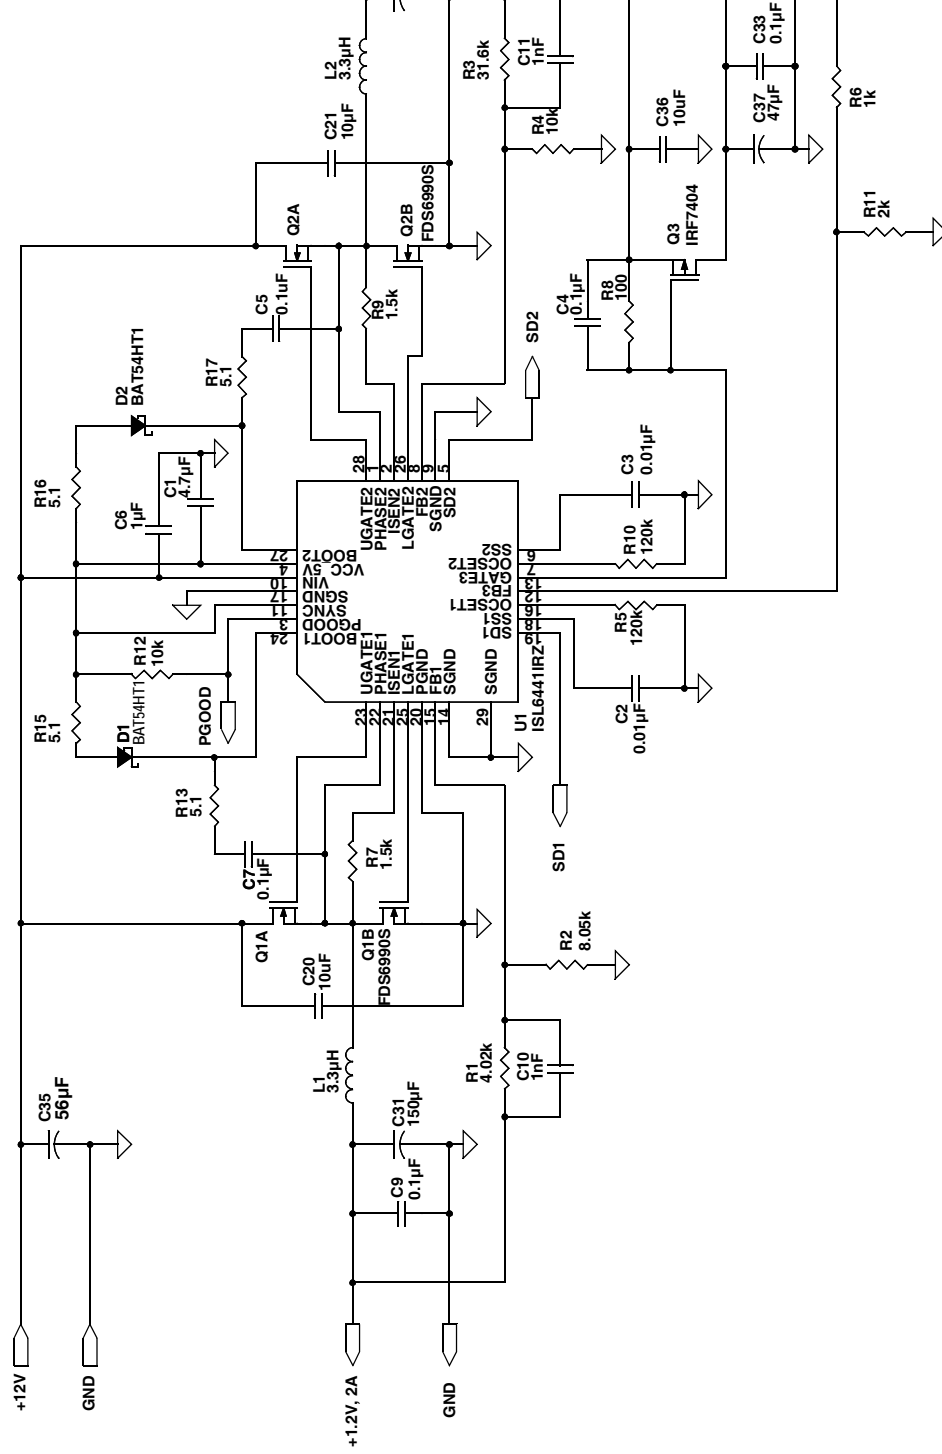 +12V
GND
C35
56µF
+1.2V, 2A
GND
C9
0.1µF
C31
150µF
L1
3.3µH
R1
4.02k
C10
1nF
C20
10uF
Q1A
Q1B
FDS6990S
R2
8.05k
C7
0.1µF
R7
1.5k
R13
5.1
SD1
R15
5.1
D1
BAT54HT1
PGOOD
R12
10k
23
22
21
25
20
15
14
29
UGATE1
PHASE1
ISEN1
LGATE1
PGND
FB1
SGND
SGND
U1
ISL6441IRZ
24
3
11
17
10
4
27
BOOT1
PGOOD
SYNC
SGND
VIN
VCC_5V
BOOT2
19
18
16
12
13
7
6
SD1
SS1
OCSET1
FB3
GATE3
OCSET2
SS2
UGATE2
PHASE2
ISEN2
LGATE2
FB2
SGND
SD2
28
1
2
26
8
9
5
C2
0.01µF
R5
120k
R10
120k
C3
0.01µF
C6
1µF
C1
4.7µF
R16
5.1
D2
BAT54HT1
R17
5.1
C5
0.1uF
R9
1.5k
SD2
Q2A
Q2B
FDS6990S
C21
10µF
L2
3.3µH
R3
31.6k
C11
1nF
R4
10k
C4
0.1µF
R8
100
Q3
IRF7404
C36
10uF
C37
47µF
C33
0.1µF
R6
1k
R11
2k